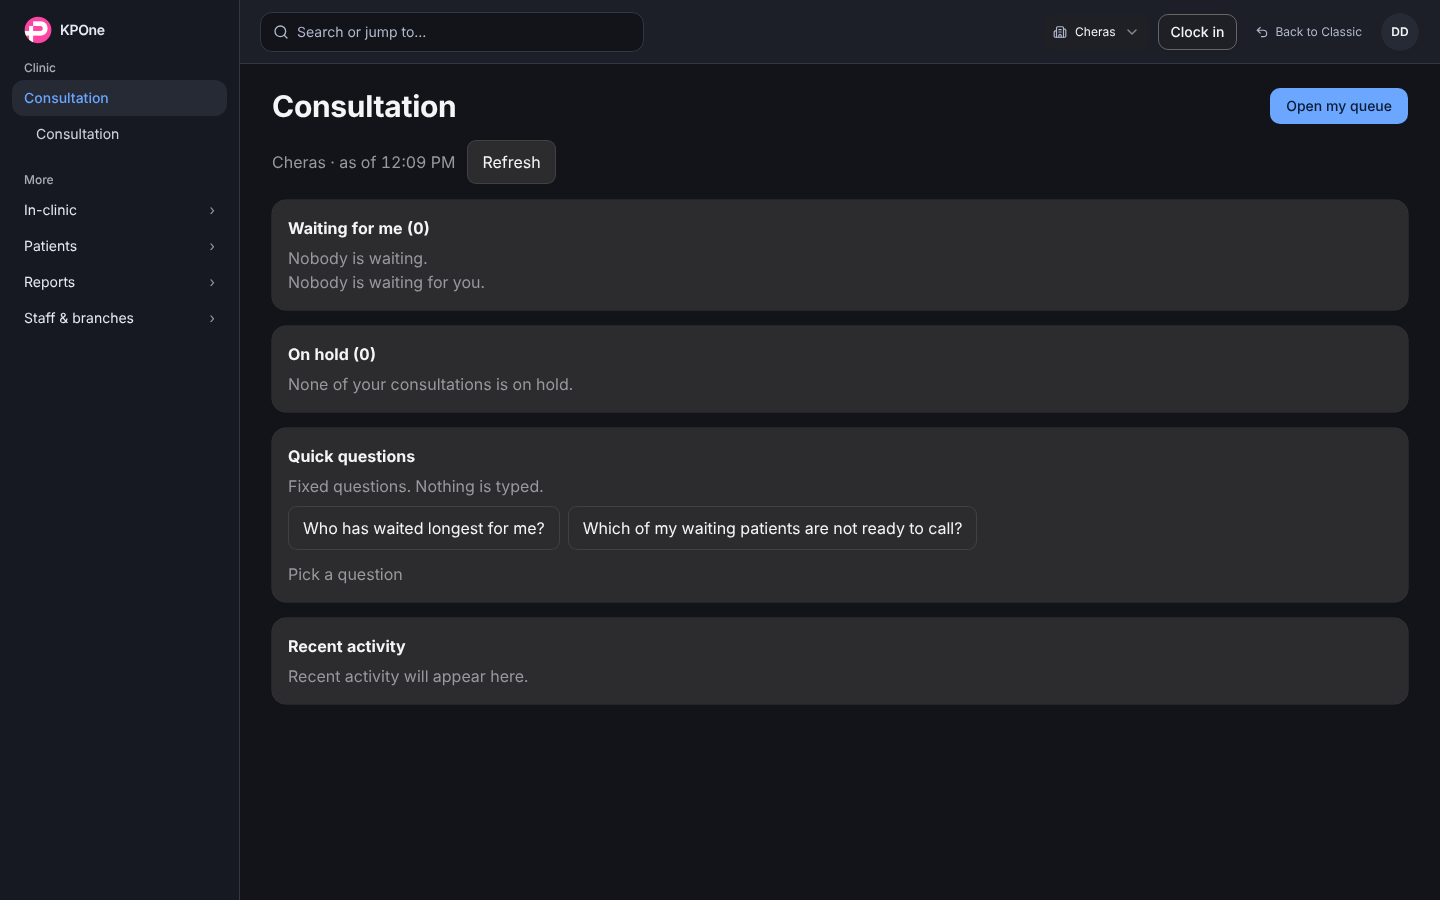 KPOne
Search or jump to...
Cheras
Clock in
Back to Classic
DD
Clinic
Consultation
Consultation
More
In-clinic
Patients
Reports
Staff & branches
Consultation
Open my queue
Cheras · as of 12:09 PM
Refresh
Waiting for me (0)
Nobody is waiting.
Nobody is waiting for you.
On hold (0)
None of your consultations is on hold.
Quick questions
Fixed questions. Nothing is typed.
Who has waited longest for me?
Which of my waiting patients are not ready to call?
Pick a question
Recent activity
Recent activity will appear here.